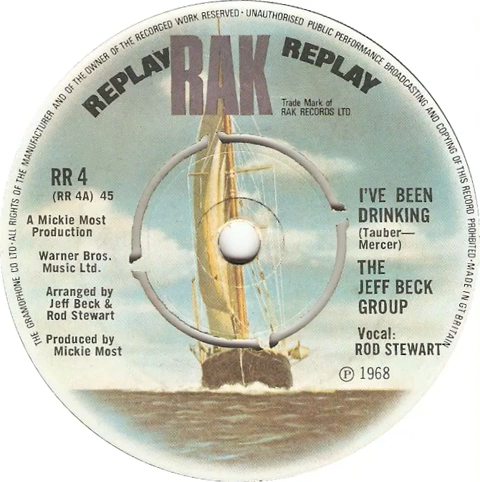 THE GRAMOPHONE CO LTD·ALL RIGHTS OF THE MANUFACTURER AND OF THE OWNER OF THE RECORDED WORK RESERVED · UNAUTHORISED PUBLIC PERFORMANCE BROADCASTING AND COPYING OF THIS RECORD PROHIBITED·MADE IN GT BRITAIN
REPLAY RAK REPLAY
Trade Mark of
RAK RECORDS LTD
RR 4
(RR 4A) 45
A Mickie Most
Production
Warner Bros.
Music Ltd.
Arranged by
Jeff Beck &
Rod Stewart
Produced by
Mickie Most
I'VE BEEN
DRINKING
(Tauber—
Mercer)
THE
JEFF BECK
GROUP
Vocal:
ROD STEWART
℗ 1968